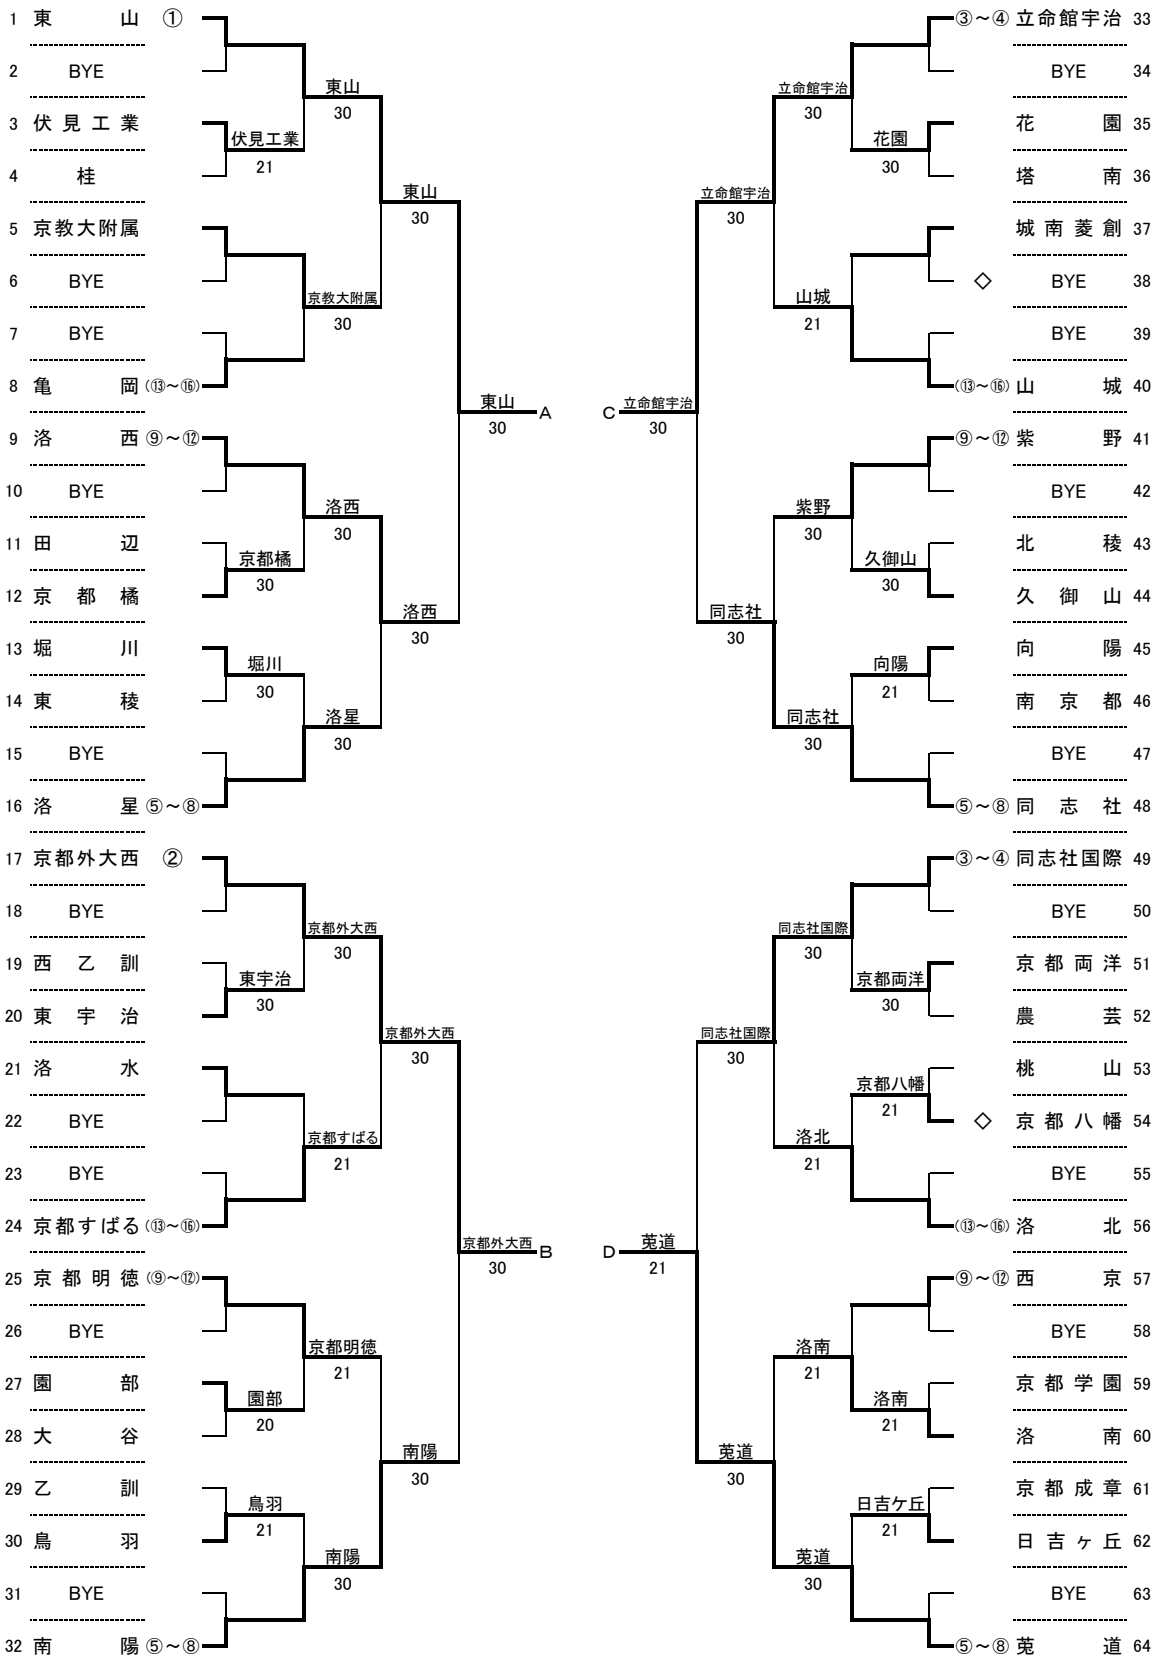 1 東山 ①
2 BYE
3 伏見工業
4 桂
5 京教大附属
6 BYE
7 BYE
8 亀岡 (⑬～⑯)
9 洛西 ⑨～⑫
10 BYE
11 田辺
12 京都橘
13 堀川
14 東稜
15 BYE
16 洛星 ⑤～⑧
17 京都外大西 ②
18 BYE
19 西乙訓
20 東宇治
21 洛水
22 BYE
23 BYE
24 京都すばる (⑬～⑯)
25 京都明徳 (⑨～⑫)
26 BYE
27 園部
28 大谷
29 乙訓
30 鳥羽
31 BYE
32 南陽 ⑤～⑧
伏見工業
21
京都橘
30
堀川
30
東宇治
30
園部
20
鳥羽
21
東山
30
京教大附属
30
洛西
30
洛星
30
京都外大西
30
京都すばる
21
京都明徳
21
南陽
30
東山
30
洛西
30
京都外大西
30
南陽
30
東山 A
30
京都外大西 B
30
C 立命館宇治
30
D 莵道
21
立命館宇治
30
同志社
30
同志社国際
30
莵道
30
立命館宇治
30
山城
21
紫野
30
同志社
30
同志社国際
30
洛北
21
洛南
21
莵道
30
花園
30
久御山
30
向陽
21
京都両洋
30
京都八幡
21
洛南
21
日吉ケ丘
21
③～④ 立命館宇治 33
BYE 34
花園 35
塔南 36
城南菱創 37
◇ BYE 38
BYE 39
(⑬～⑯) 山城 40
⑨～⑫ 紫野 41
BYE 42
北稜 43
久御山 44
向陽 45
南京都 46
BYE 47
⑤～⑧ 同志社 48
③～④ 同志社国際 49
BYE 50
京都両洋 51
農芸 52
桃山 53
◇ 京都八幡 54
BYE 55
(⑬～⑯) 洛北 56
⑨～⑫ 西京 57
BYE 58
京都学園 59
洛南 60
京都成章 61
日吉ヶ丘 62
BYE 63
⑤～⑧ 莵道 64